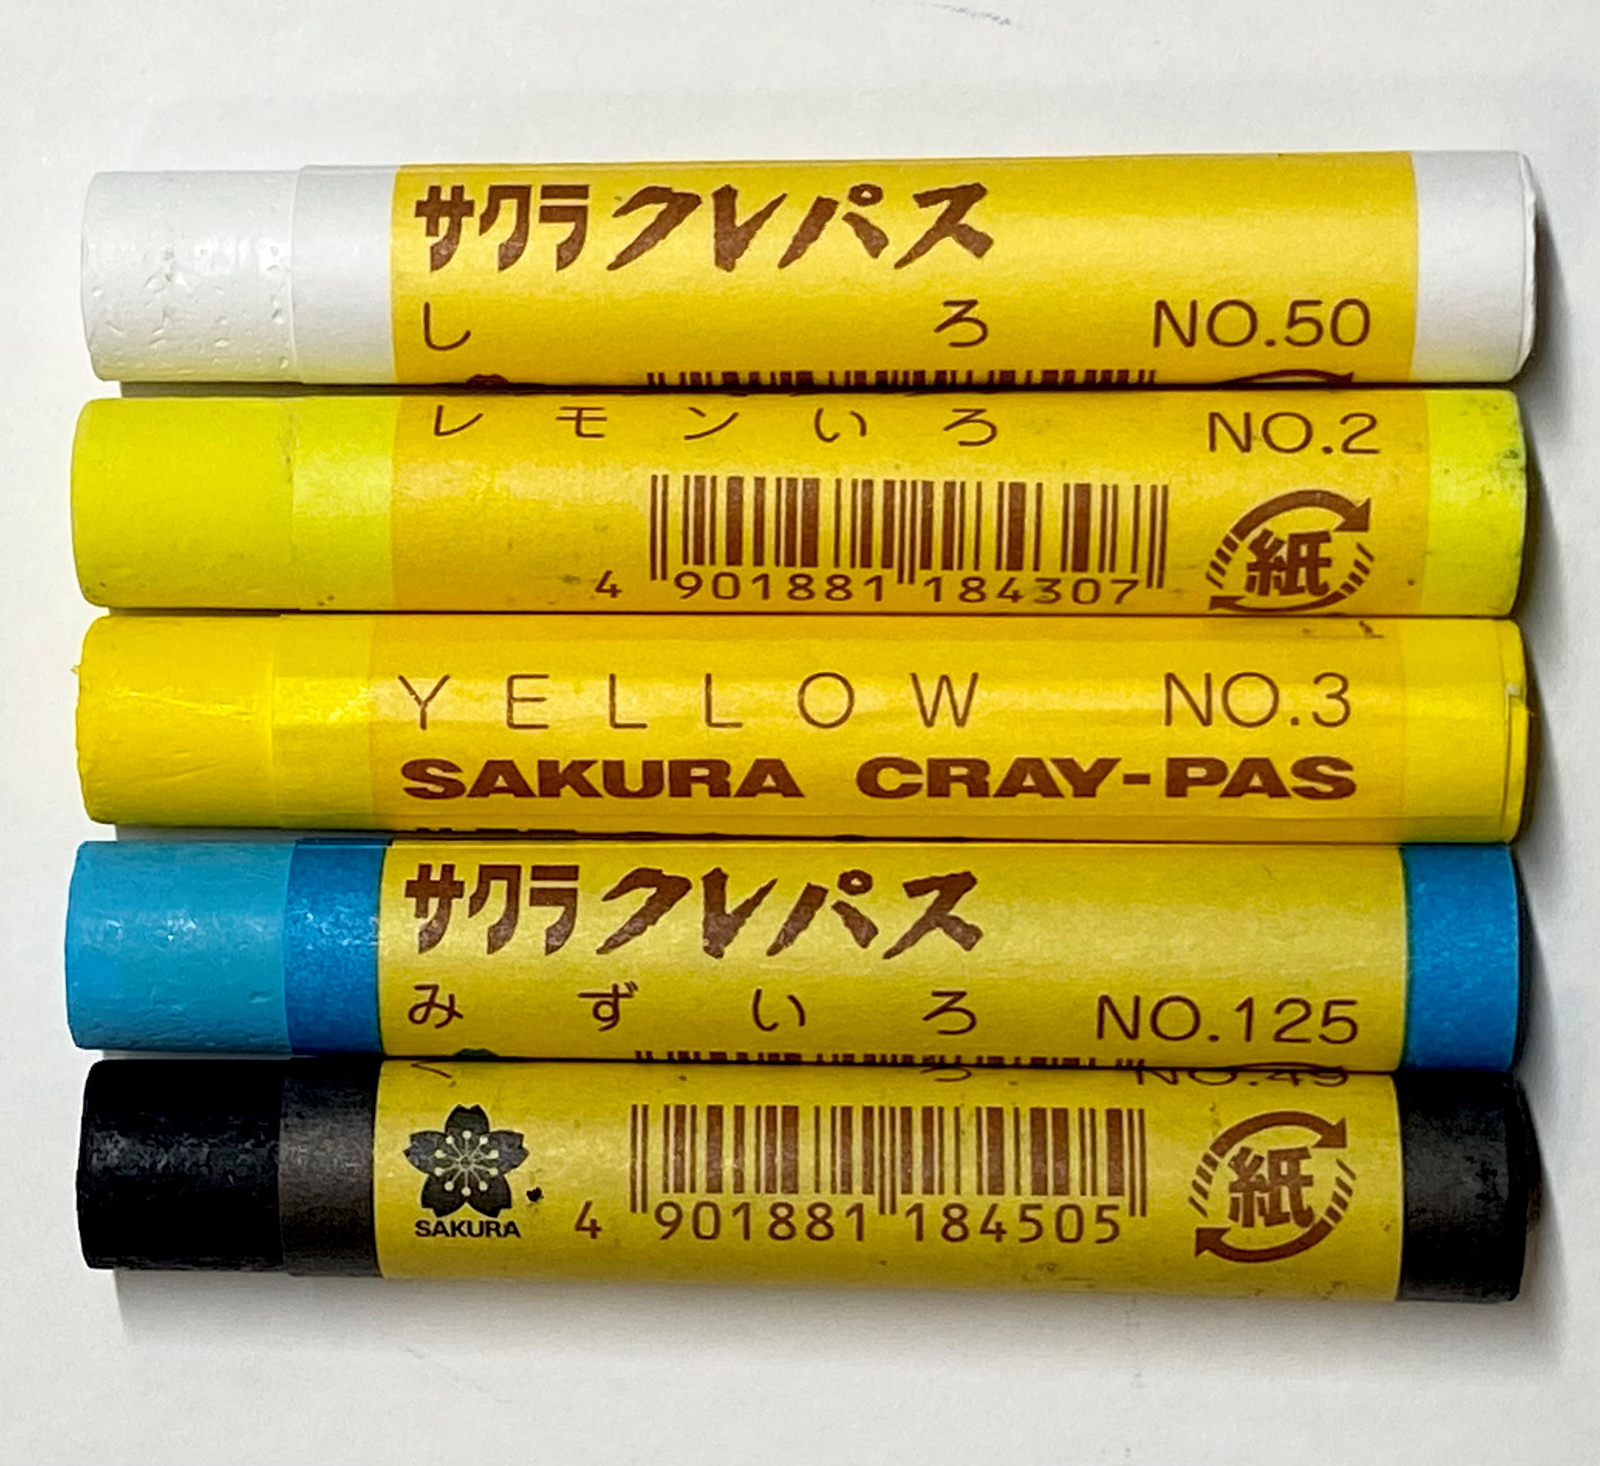 サクラクレパス
しろ NO.50
レモンいろ NO.2
4 901881 184307
紙
YELLOW NO.3
SAKURA CRAY-PAS
サクラクレパス
みずいろ NO.125
NO.49
SAKURA
4 901881 184505
紙